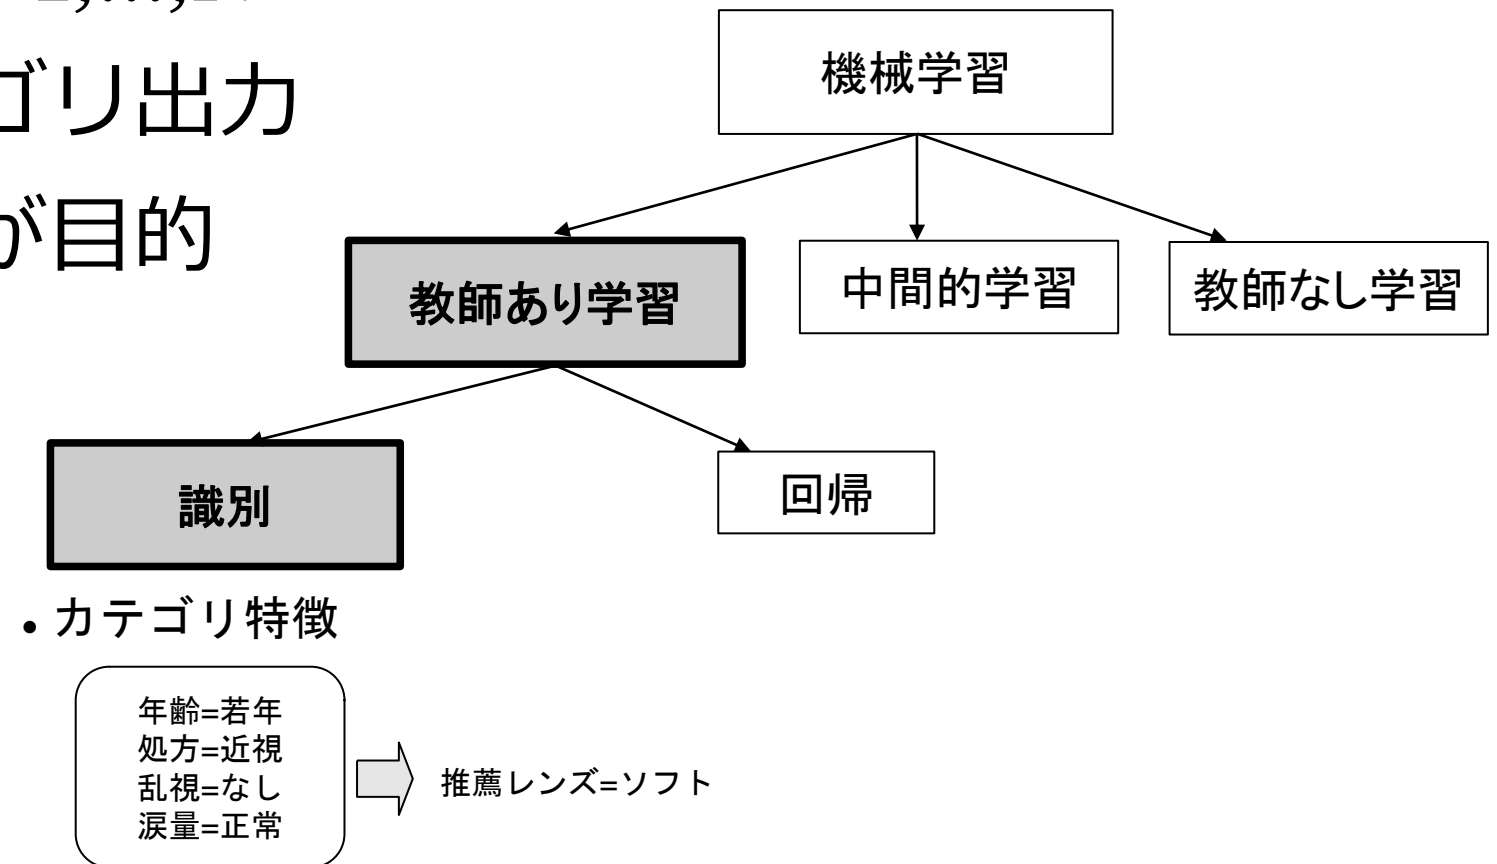 ゴリ出力
が目的
機械学習
教師あり学習
中間的学習
教師なし学習
識別
回帰
・カテゴリ特徴
年齢=若年
処方=近視
乱視=なし
涙量=正常
推薦レンズ=ソフト